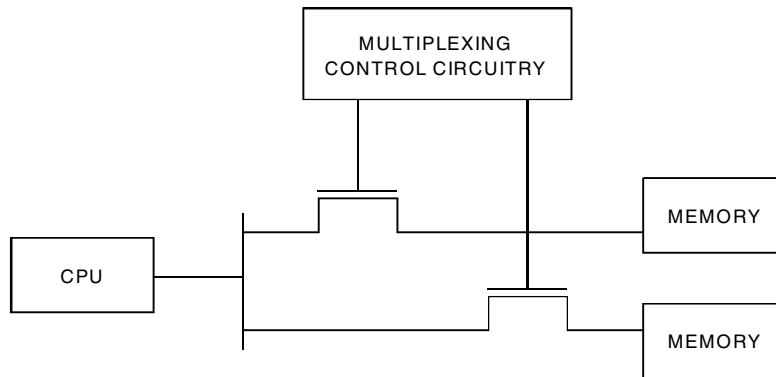 MULTIPLEXING
CONTROL CIRCUITRY
MEMORY
CPU
MEMORY